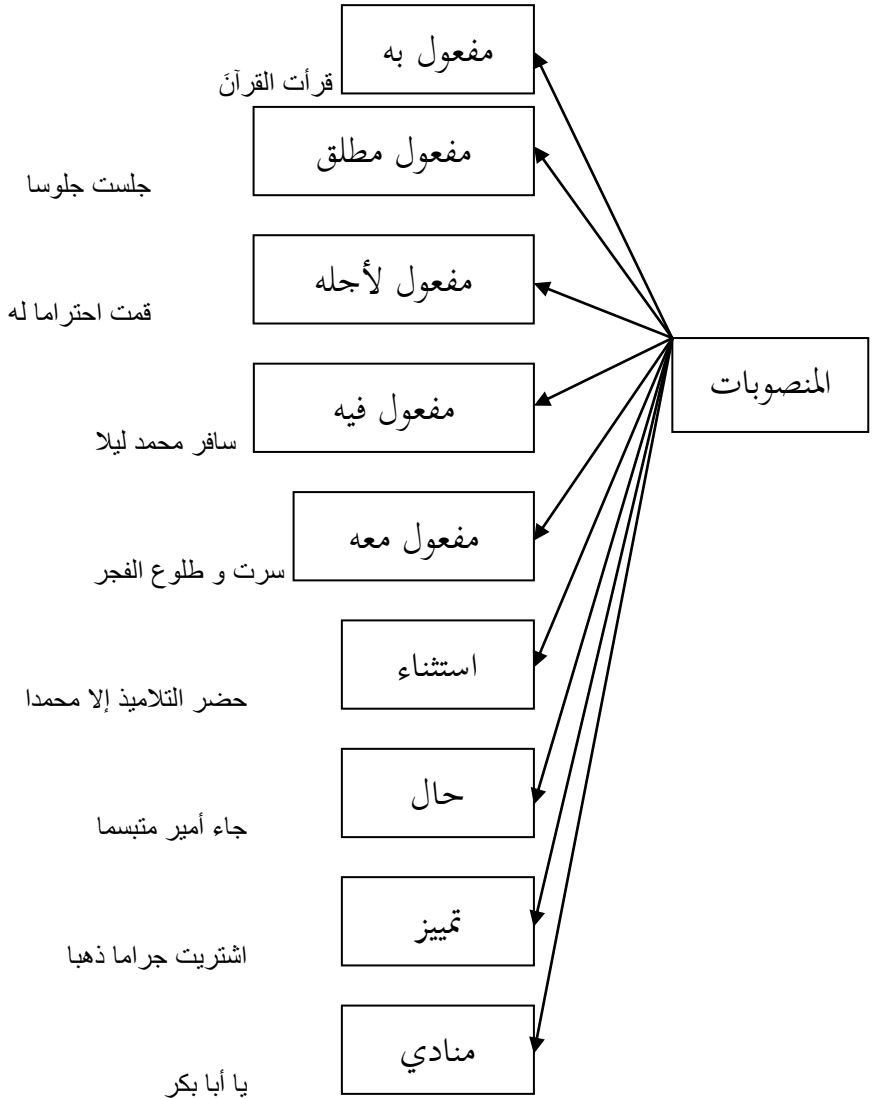 المنصوبات
مفعول به
قرأت القرآنَ
مفعول مطلق
جلست جلوسا
مفعول لأجله
قمت احتراما له
مفعول فيه
سافر محمد ليلا
مفعول معه
سرت و طلوع الفجر
استثناء
حضر التلاميذ إلا محمدا
حال
جاء أمير متبسما
تمييز
اشتريت جراما ذهبا
منادي
يا أبا بكر